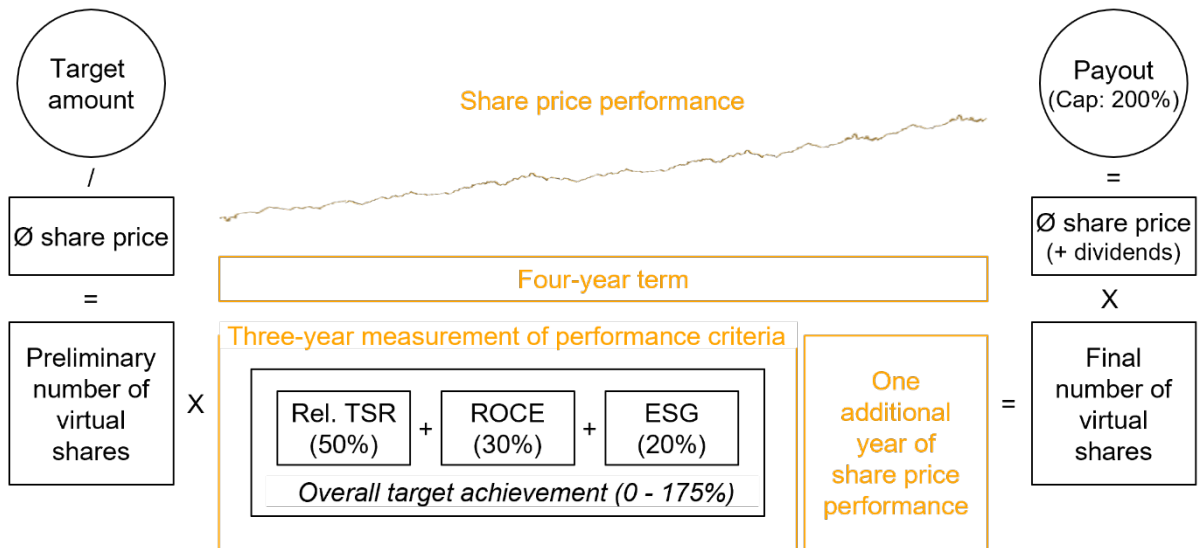 Target
amount
/
Ø share price
=
Preliminary
number of
virtual
shares
X
Share price performance
Four-year term
Three-year measurement of performance criteria
Rel. TSR
(50%)
+
ROCE
(30%)
+
ESG
(20%)
Overall target achievement (0 - 175%)
One
additional
year of
share price
performance
=
Payout
(Cap: 200%)
=
Ø share price
(+ dividends)
X
Final
number of
virtual
shares